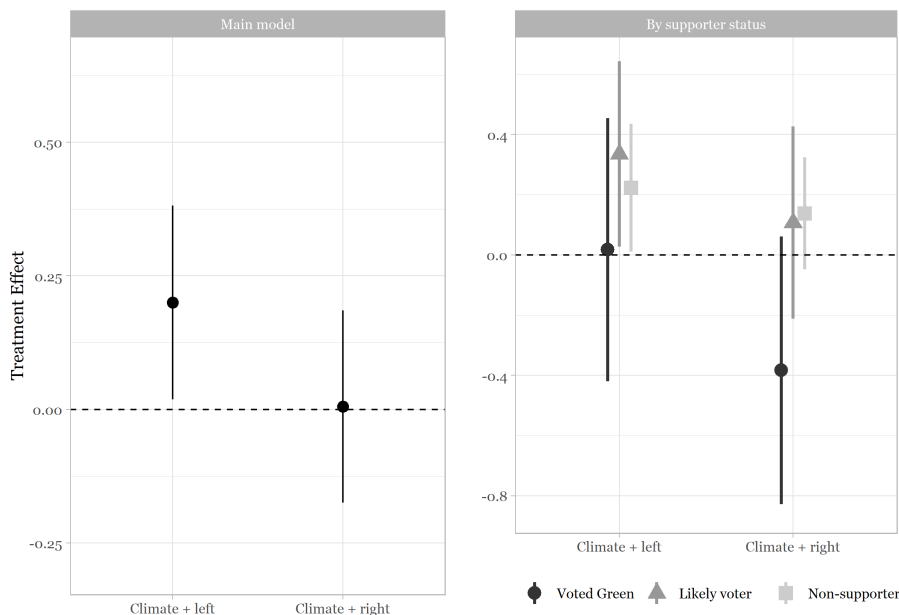 Main model
By supporter status
Treatment Effect
0.50
0.25
0.00
-0.25
Climate + left
Climate + right
0.4
0.0
-0.4
-0.8
Climate + left
Climate + right
Voted Green
Likely voter
Non-supporter